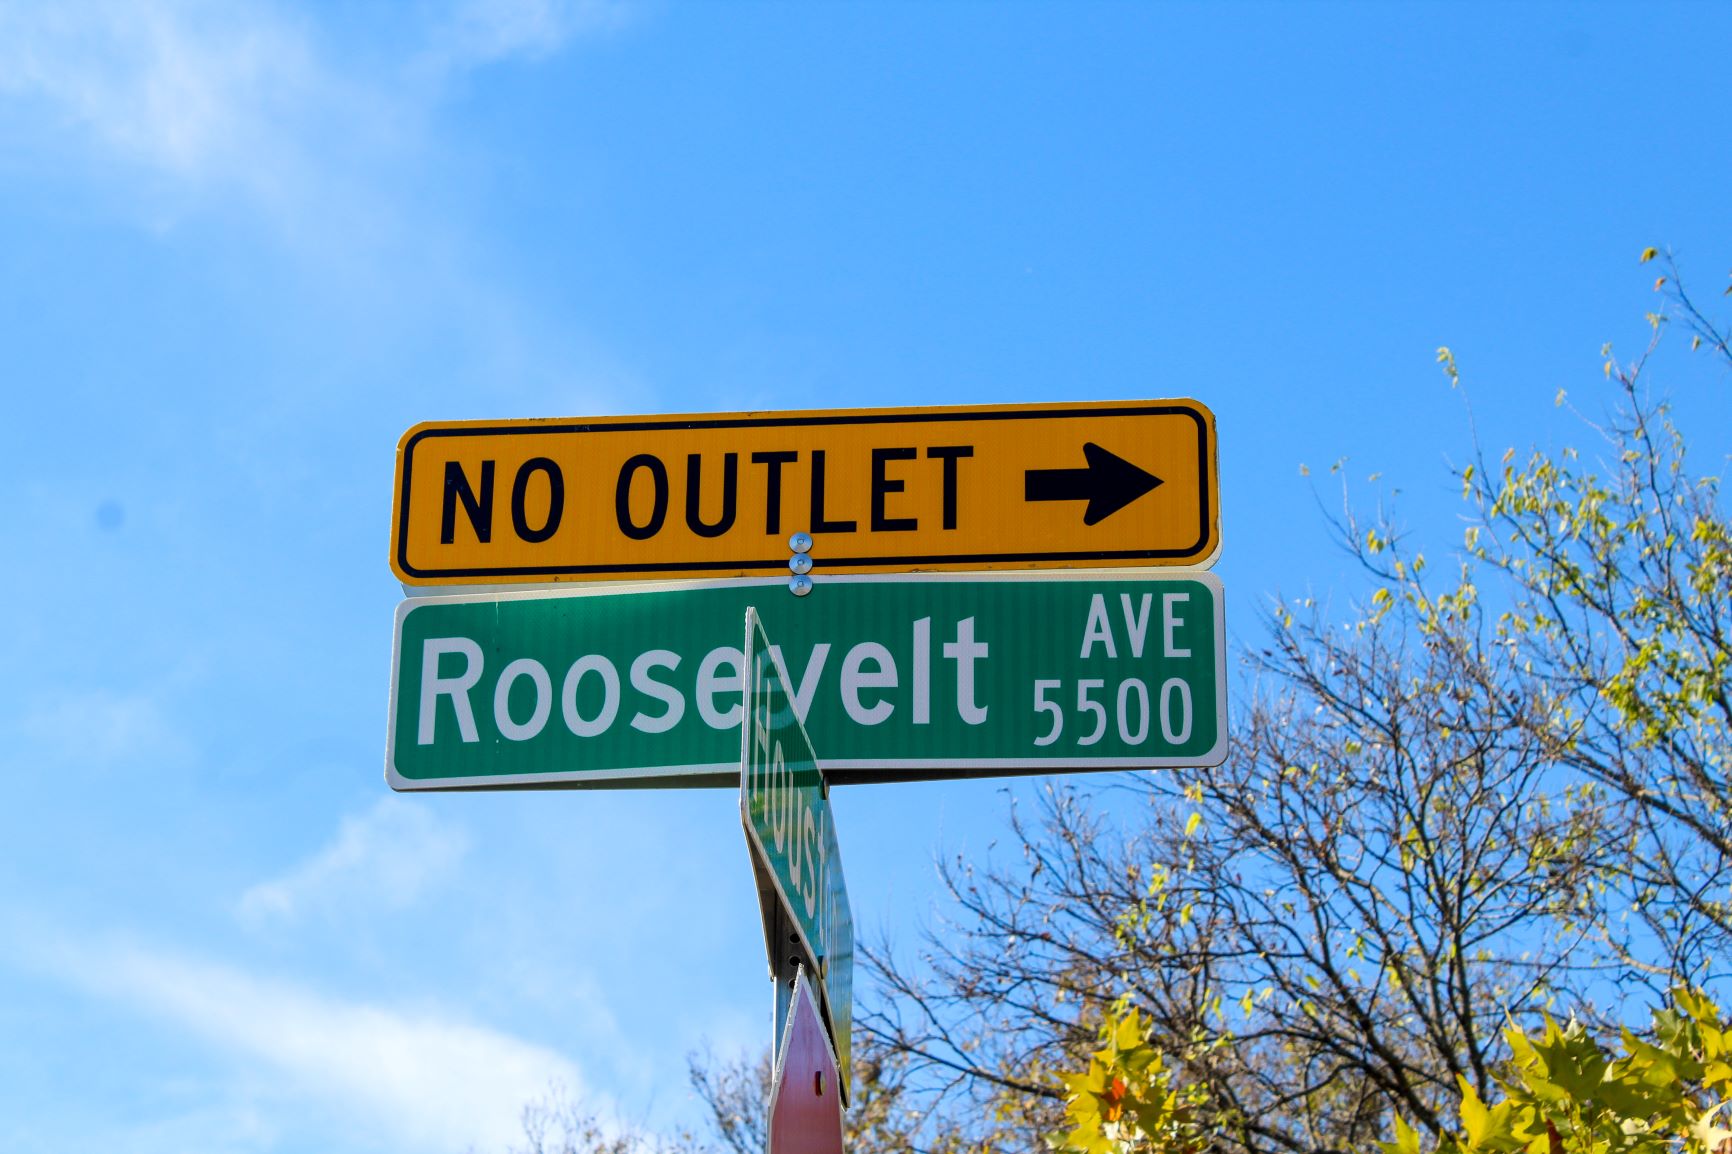 NO OUTLET
Roosevelt AVE
5500